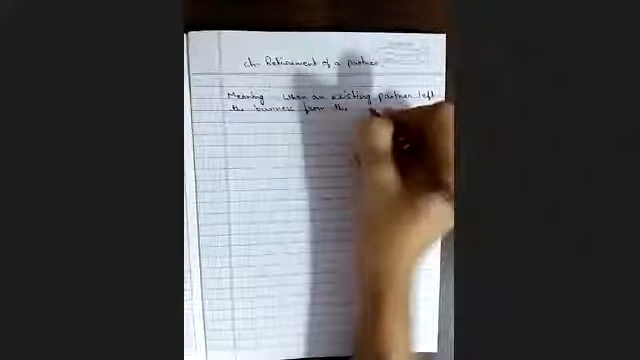 ch- Retirement of a partner
Meaning when an existing partner left
the business from the